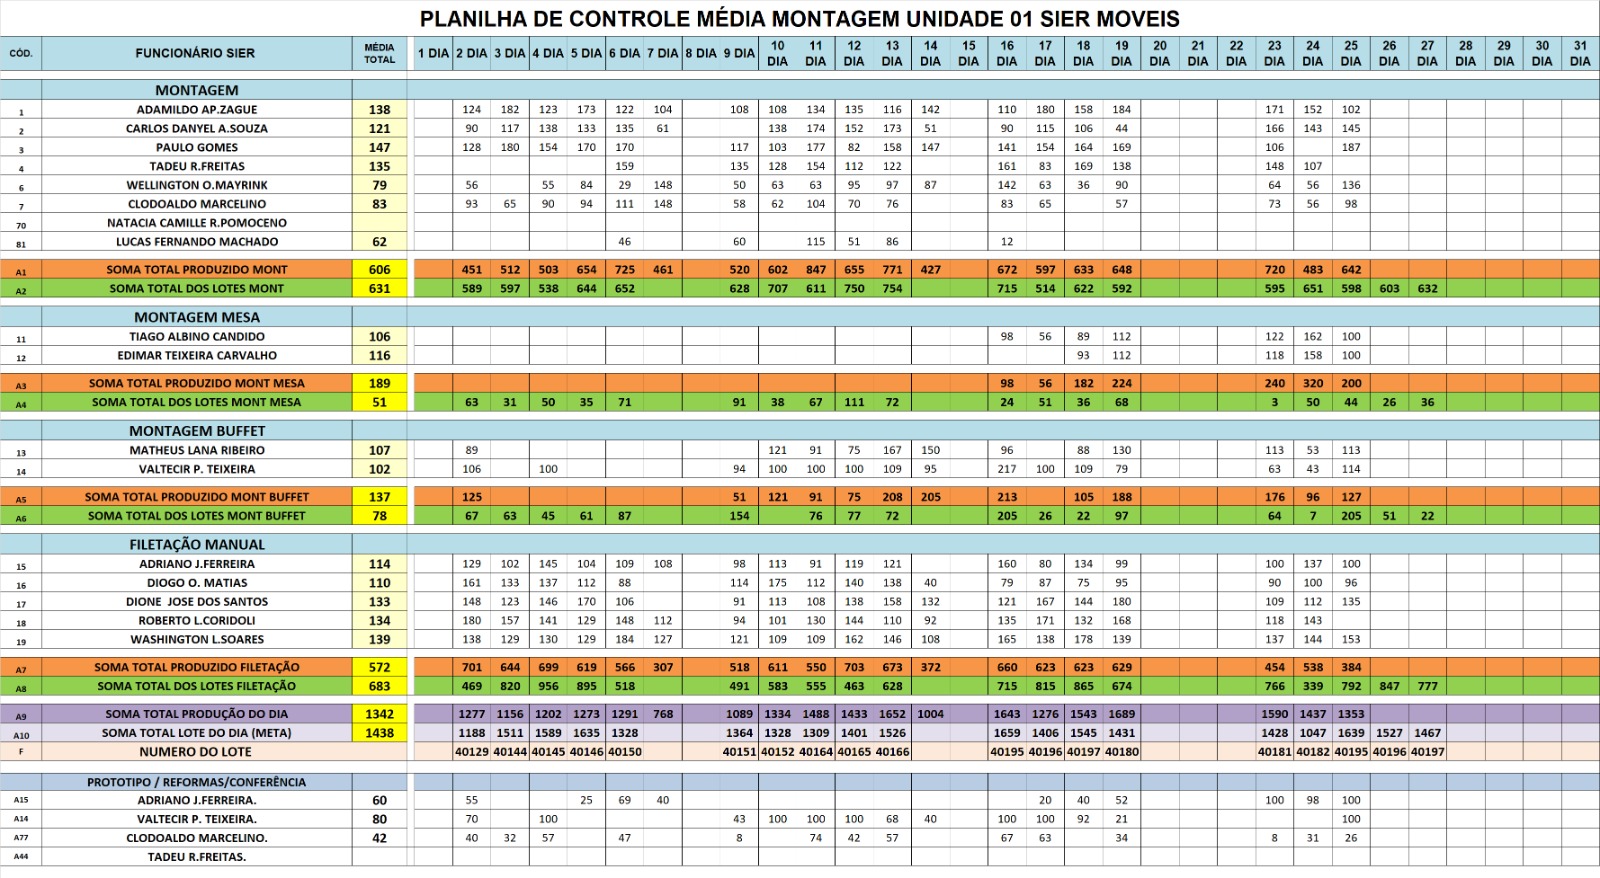 PLANILHA DE CONTROLE MÉDIA MONTAGEM UNIDADE 01 SIER MOVEIS
CÓD. FUNCIONÁRIO SIER MÉDIA TOTAL 1 DIA 2 DIA 3 DIA 4 DIA 5 DIA 6 DIA 7 DIA 8 DIA 9 DIA 10 DIA 11 DIA 12 DIA 13 DIA 14 DIA 15 DIA 16 DIA 17 DIA 18 DIA 19 DIA 20 DIA 21 DIA 22 DIA 23 DIA 24 DIA 25 DIA 26 DIA 27 DIA 28 DIA 29 DIA 30 DIA 31 DIA
MONTAGEM
1 ADAMILDO AP.ZAGUE 138 124 182 123 173 122 104 108 108 134 135 116 142 110 180 158 184 171 152 102
2 CARLOS DANYEL A.SOUZA 121 90 117 138 133 135 61 138 174 152 173 51 90 115 106 44 166 143 145
3 PAULO GOMES 147 128 180 154 170 170 117 103 177 82 158 147 141 154 164 169 106 187
4 TADEU R.FREITAS 135 159 135 128 154 112 122 161 83 169 138 148 107
6 WELLINGTON O.MAYRINK 79 56 55 84 29 148 50 63 63 95 97 87 142 63 36 90 64 56 136
7 CLODOALDO MARCELINO 83 93 65 90 94 111 148 58 62 104 70 76 83 65 57 73 56 98
70 NATACIA CAMILLE R.POMOCENO
81 LUCAS FERNANDO MACHADO 62 46 60 115 51 86 12
A1 SOMA TOTAL PRODUZIDO MONT 606 451 512 503 654 725 461 520 602 847 655 771 427 672 597 633 648 720 483 642
A2 SOMA TOTAL DOS LOTES MONT 631 589 597 538 644 652 628 707 611 750 754 715 514 622 592 595 651 598 603 632
MONTAGEM MESA
11 TIAGO ALBINO CANDIDO 106 98 56 89 112 122 162 100
12 EDIMAR TEIXEIRA CARVALHO 116 93 112 118 158 100
A3 SOMA TOTAL PRODUZIDO MONT MESA 189 98 56 182 224 240 320 200
A4 SOMA TOTAL DOS LOTES MONT MESA 51 63 31 50 35 71 91 38 67 111 72 24 51 36 68 3 50 44 26 36
MONTAGEM BUFFET
13 MATHEUS LANA RIBEIRO 107 89 121 91 75 167 150 96 88 130 113 53 113
14 VALTECIR P. TEIXEIRA 102 106 100 94 100 100 100 109 95 217 100 109 79 63 43 114
A5 SOMA TOTAL PRODUZIDO MONT BUFFET 137 125 51 121 91 75 208 205 213 105 188 176 96 127
A6 SOMA TOTAL DOS LOTES MONT BUFFET 78 67 63 45 61 87 154 76 77 72 205 26 22 97 64 7 205 51 22
FILETAÇÃO MANUAL
15 ADRIANO J.FERREIRA 114 129 102 145 104 109 108 98 113 91 119 121 160 80 134 99 100 137 100
16 DIOGO O. MATIAS 110 161 133 137 112 88 114 175 112 140 138 40 79 87 75 95 90 100 96
17 DIONE JOSE DOS SANTOS 133 148 123 146 170 106 91 113 108 138 158 132 121 167 144 180 109 112 135
18 ROBERTO L.CORIDOLI 134 180 157 141 129 148 112 94 101 130 144 110 92 135 171 132 168 118 143
19 WASHINGTON L.SOARES 139 138 129 130 129 184 127 121 109 109 162 146 108 165 138 178 139 137 144 153
A7 SOMA TOTAL PRODUZIDO FILETAÇÃO 572 701 644 699 619 566 307 518 611 550 703 673 372 660 623 623 629 454 538 384
A8 SOMA TOTAL DOS LOTES FILETAÇÃO 683 469 820 956 895 518 491 583 555 463 628 715 815 865 674 766 339 792 847 777
A9 SOMA TOTAL PRODUÇÃO DO DIA 1342 1277 1156 1202 1273 1291 768 1089 1334 1488 1433 1652 1004 1643 1276 1543 1689 1590 1437 1353
A10 SOMA TOTAL LOTE DO DIA (META) 1438 1188 1511 1589 1635 1328 1364 1328 1309 1401 1526 1659 1406 1545 1431 1428 1047 1639 1527 1467
F NUMERO DO LOTE 40129 40144 40145 40146 40150 40151 40152 40164 40165 40166 40195 40196 40197 40180 40181 40182 40195 40196 40197
PROTOTIPO / REFORMAS/CONFERÊNCIA
A15 ADRIANO J.FERREIRA. 60 55 25 69 40 20 40 52 100 98 100
A14 VALTECIR P. TEIXEIRA. 80 70 100 43 100 100 100 68 40 100 100 92 21 100
A77 CLODOALDO MARCELINO. 42 40 32 57 47 8 74 42 57 67 63 34 8 31 26
A44 TADEU R.FREITAS.